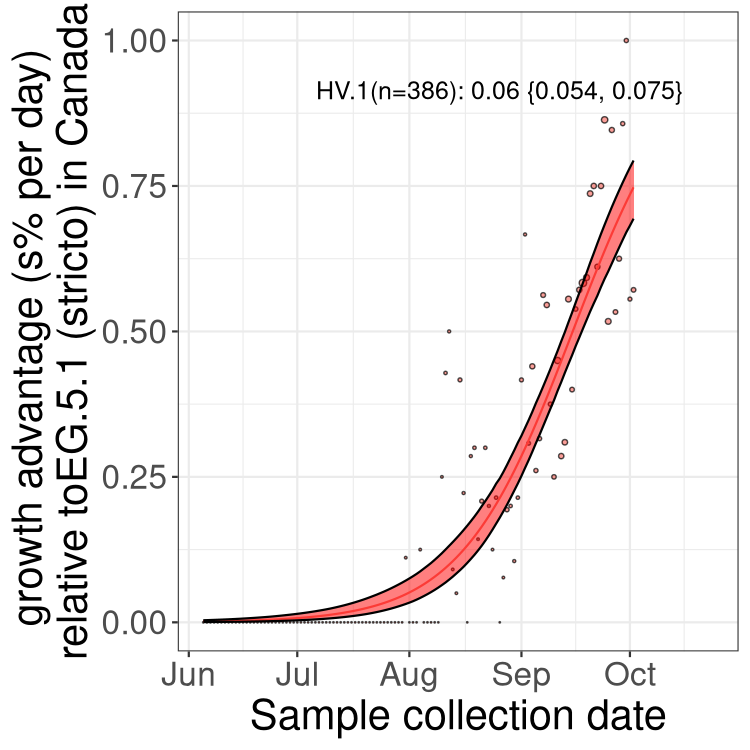 growth advantage (s% per day)
relative toEG.5.1 (stricto) in Canada
1.00
0.75
0.50
0.25
0.00
HV.1(n=386): 0.06 {0.054, 0.075}
Jun Jul Aug Sep Oct
Sample collection date